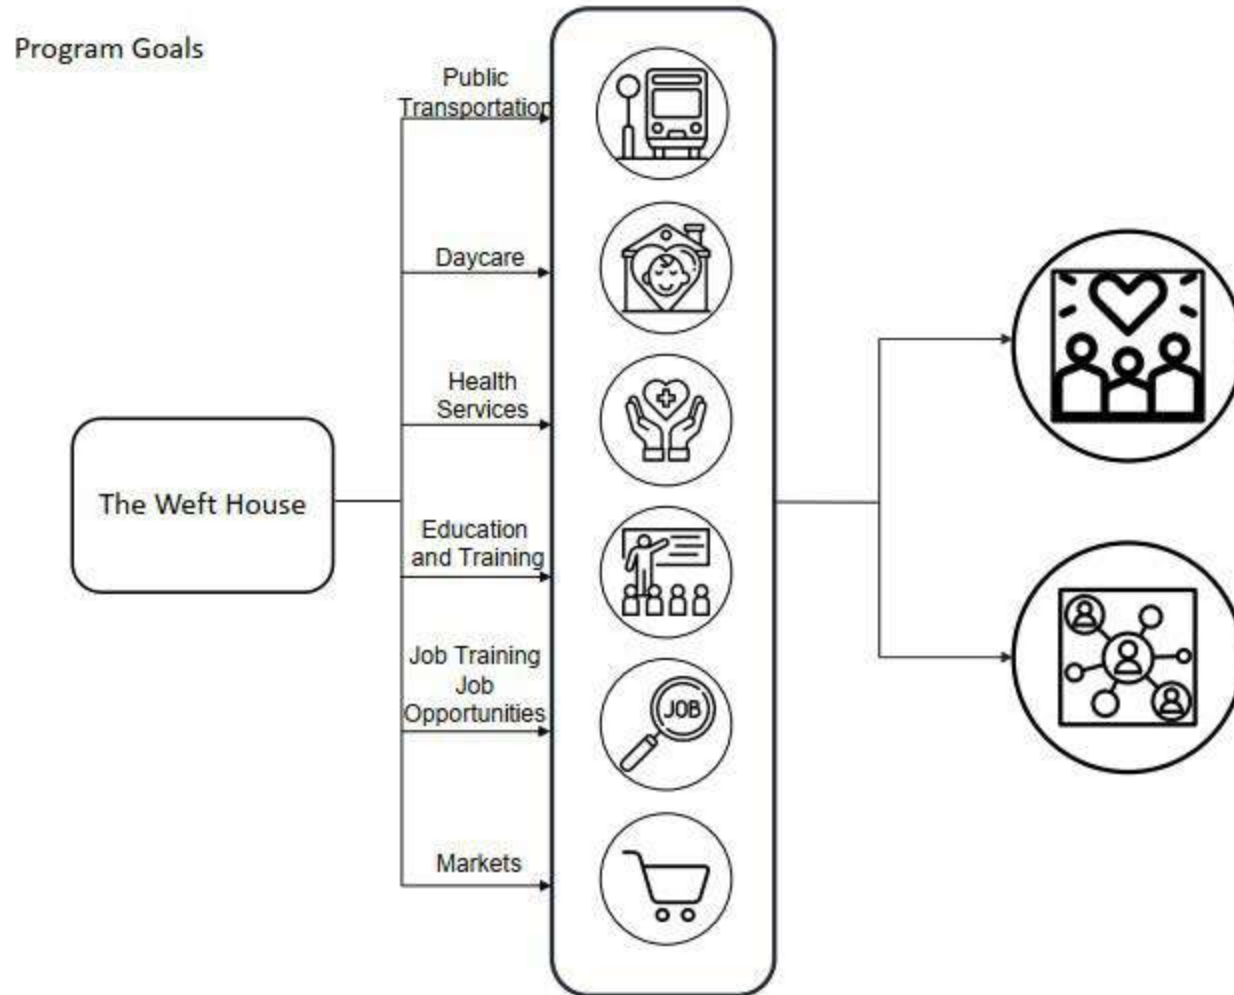 Program Goals
Public
Transportation
Daycare
Health
Services
The Weft House
Education
and Training
Job Training
Job
Opportunities
JOB
Markets